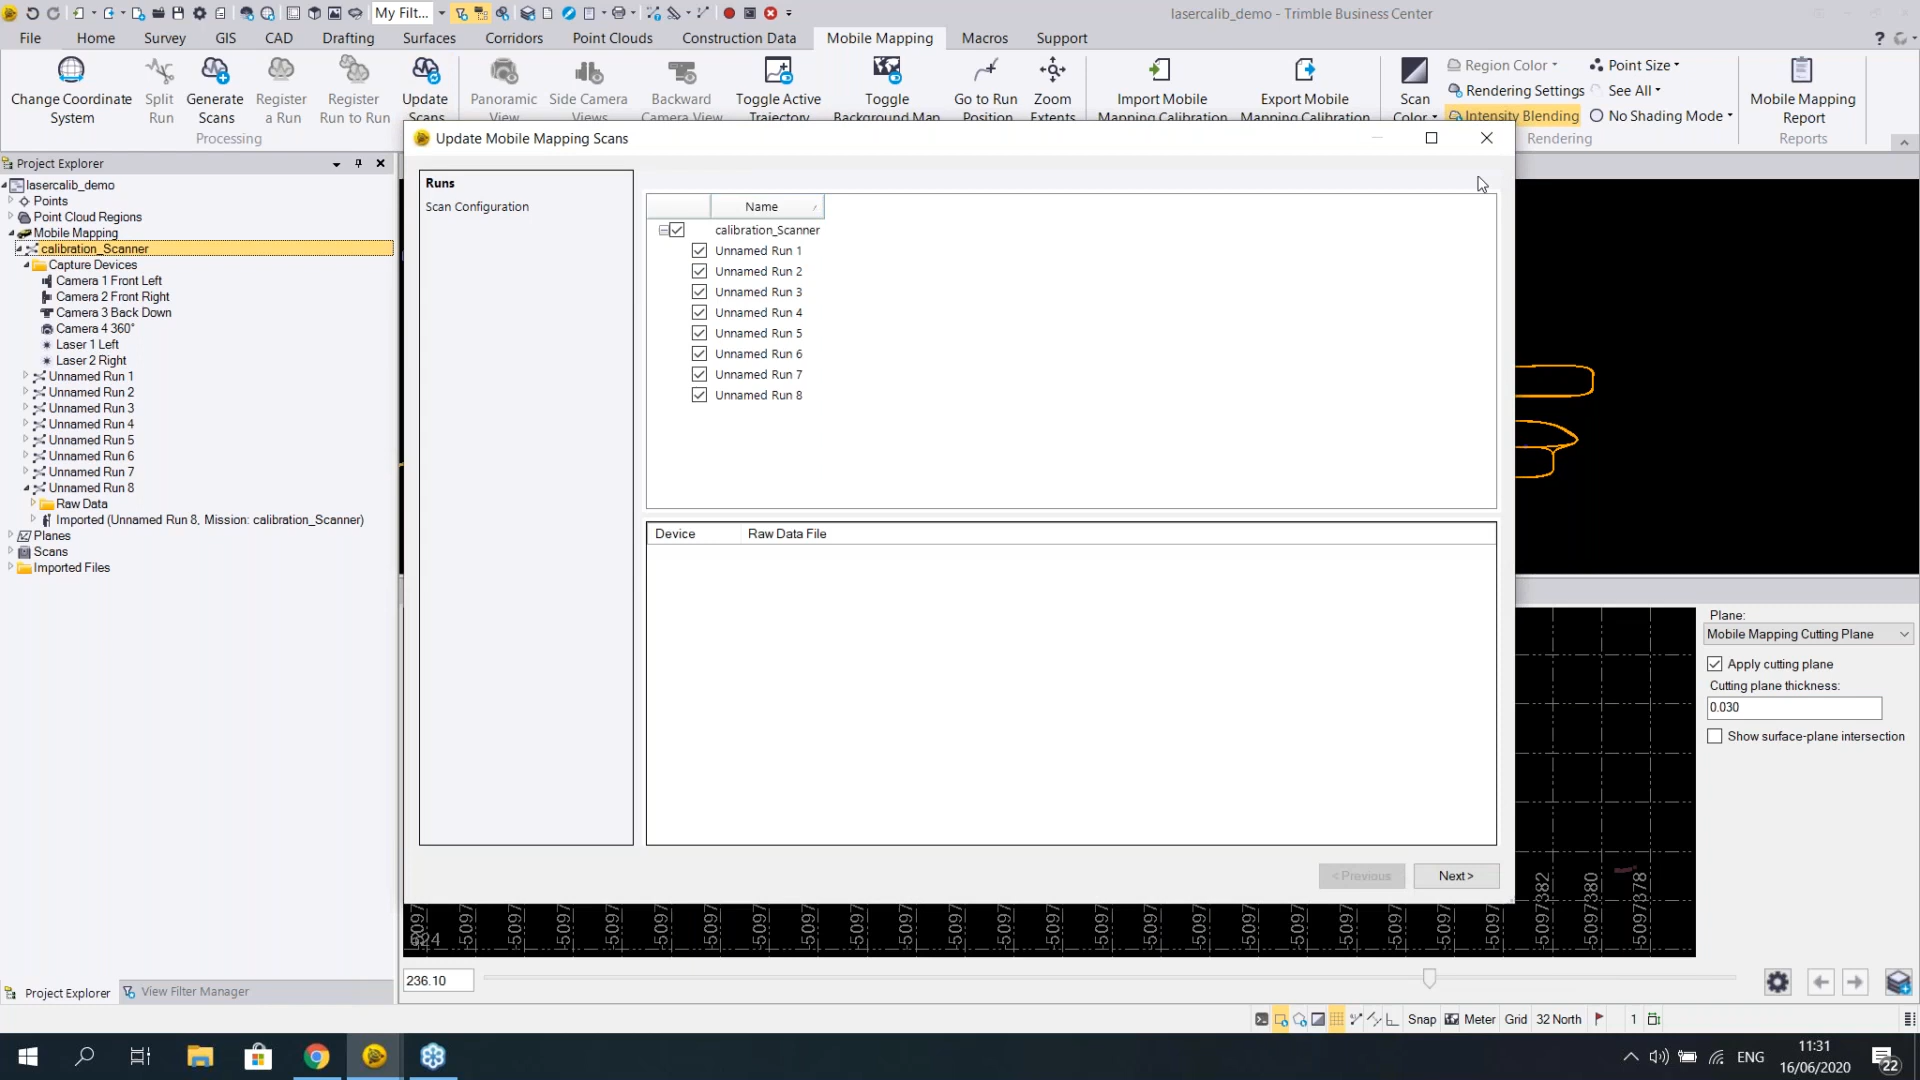 My Filt...
lasercalib_demo - Trimble Business Center
File Home Survey GIS CAD Drafting Surfaces Corridors Point Clouds Construction Data Mobile Mapping Macros Support
Change Coordinate System
Split Run
Generate Scans
Register a Run
Register Run to Run
Update Scans
Panoramic View
Side Camera Views
Backward Camera View
Toggle Active Trajectory
Toggle Background Map
Go to Run Position
Zoom Extents
Import Mobile Mapping Calibration
Export Mobile Mapping Calibration
Scan Color
Region Color
Rendering Settings
Intensity Blending
Point Size
See All
No Shading Mode
Mobile Mapping Report
Processing
Rendering
Reports
Project Explorer
lasercalib_demo
Points
Point Cloud Regions
Mobile Mapping
calibration_Scanner
Capture Devices
Camera 1 Front Left
Camera 2 Front Right
Camera 3 Back Down
Camera 4 360°
Laser 1 Left
Laser 2 Right
Unnamed Run 1
Unnamed Run 2
Unnamed Run 3
Unnamed Run 4
Unnamed Run 5
Unnamed Run 6
Unnamed Run 7
Unnamed Run 8
Raw Data
Imported (Unnamed Run 8, Mission: calibration_Scanner)
Planes
Scans
Imported Files
Project Explorer
View Filter Manager
Update Mobile Mapping Scans
Runs
Scan Configuration
Name
calibration_Scanner
Unnamed Run 1
Unnamed Run 2
Unnamed Run 3
Unnamed Run 4
Unnamed Run 5
Unnamed Run 6
Unnamed Run 7
Unnamed Run 8
Device Raw Data File
< Previous
Next >
Plane:
Mobile Mapping Cutting Plane
Apply cutting plane
Cutting plane thickness:
0.030
Show surface-plane intersection
5097382
5097380
5097378
624
236.10
Snap Meter Grid 32 North 1
ENG
11:31
16/06/2020
22